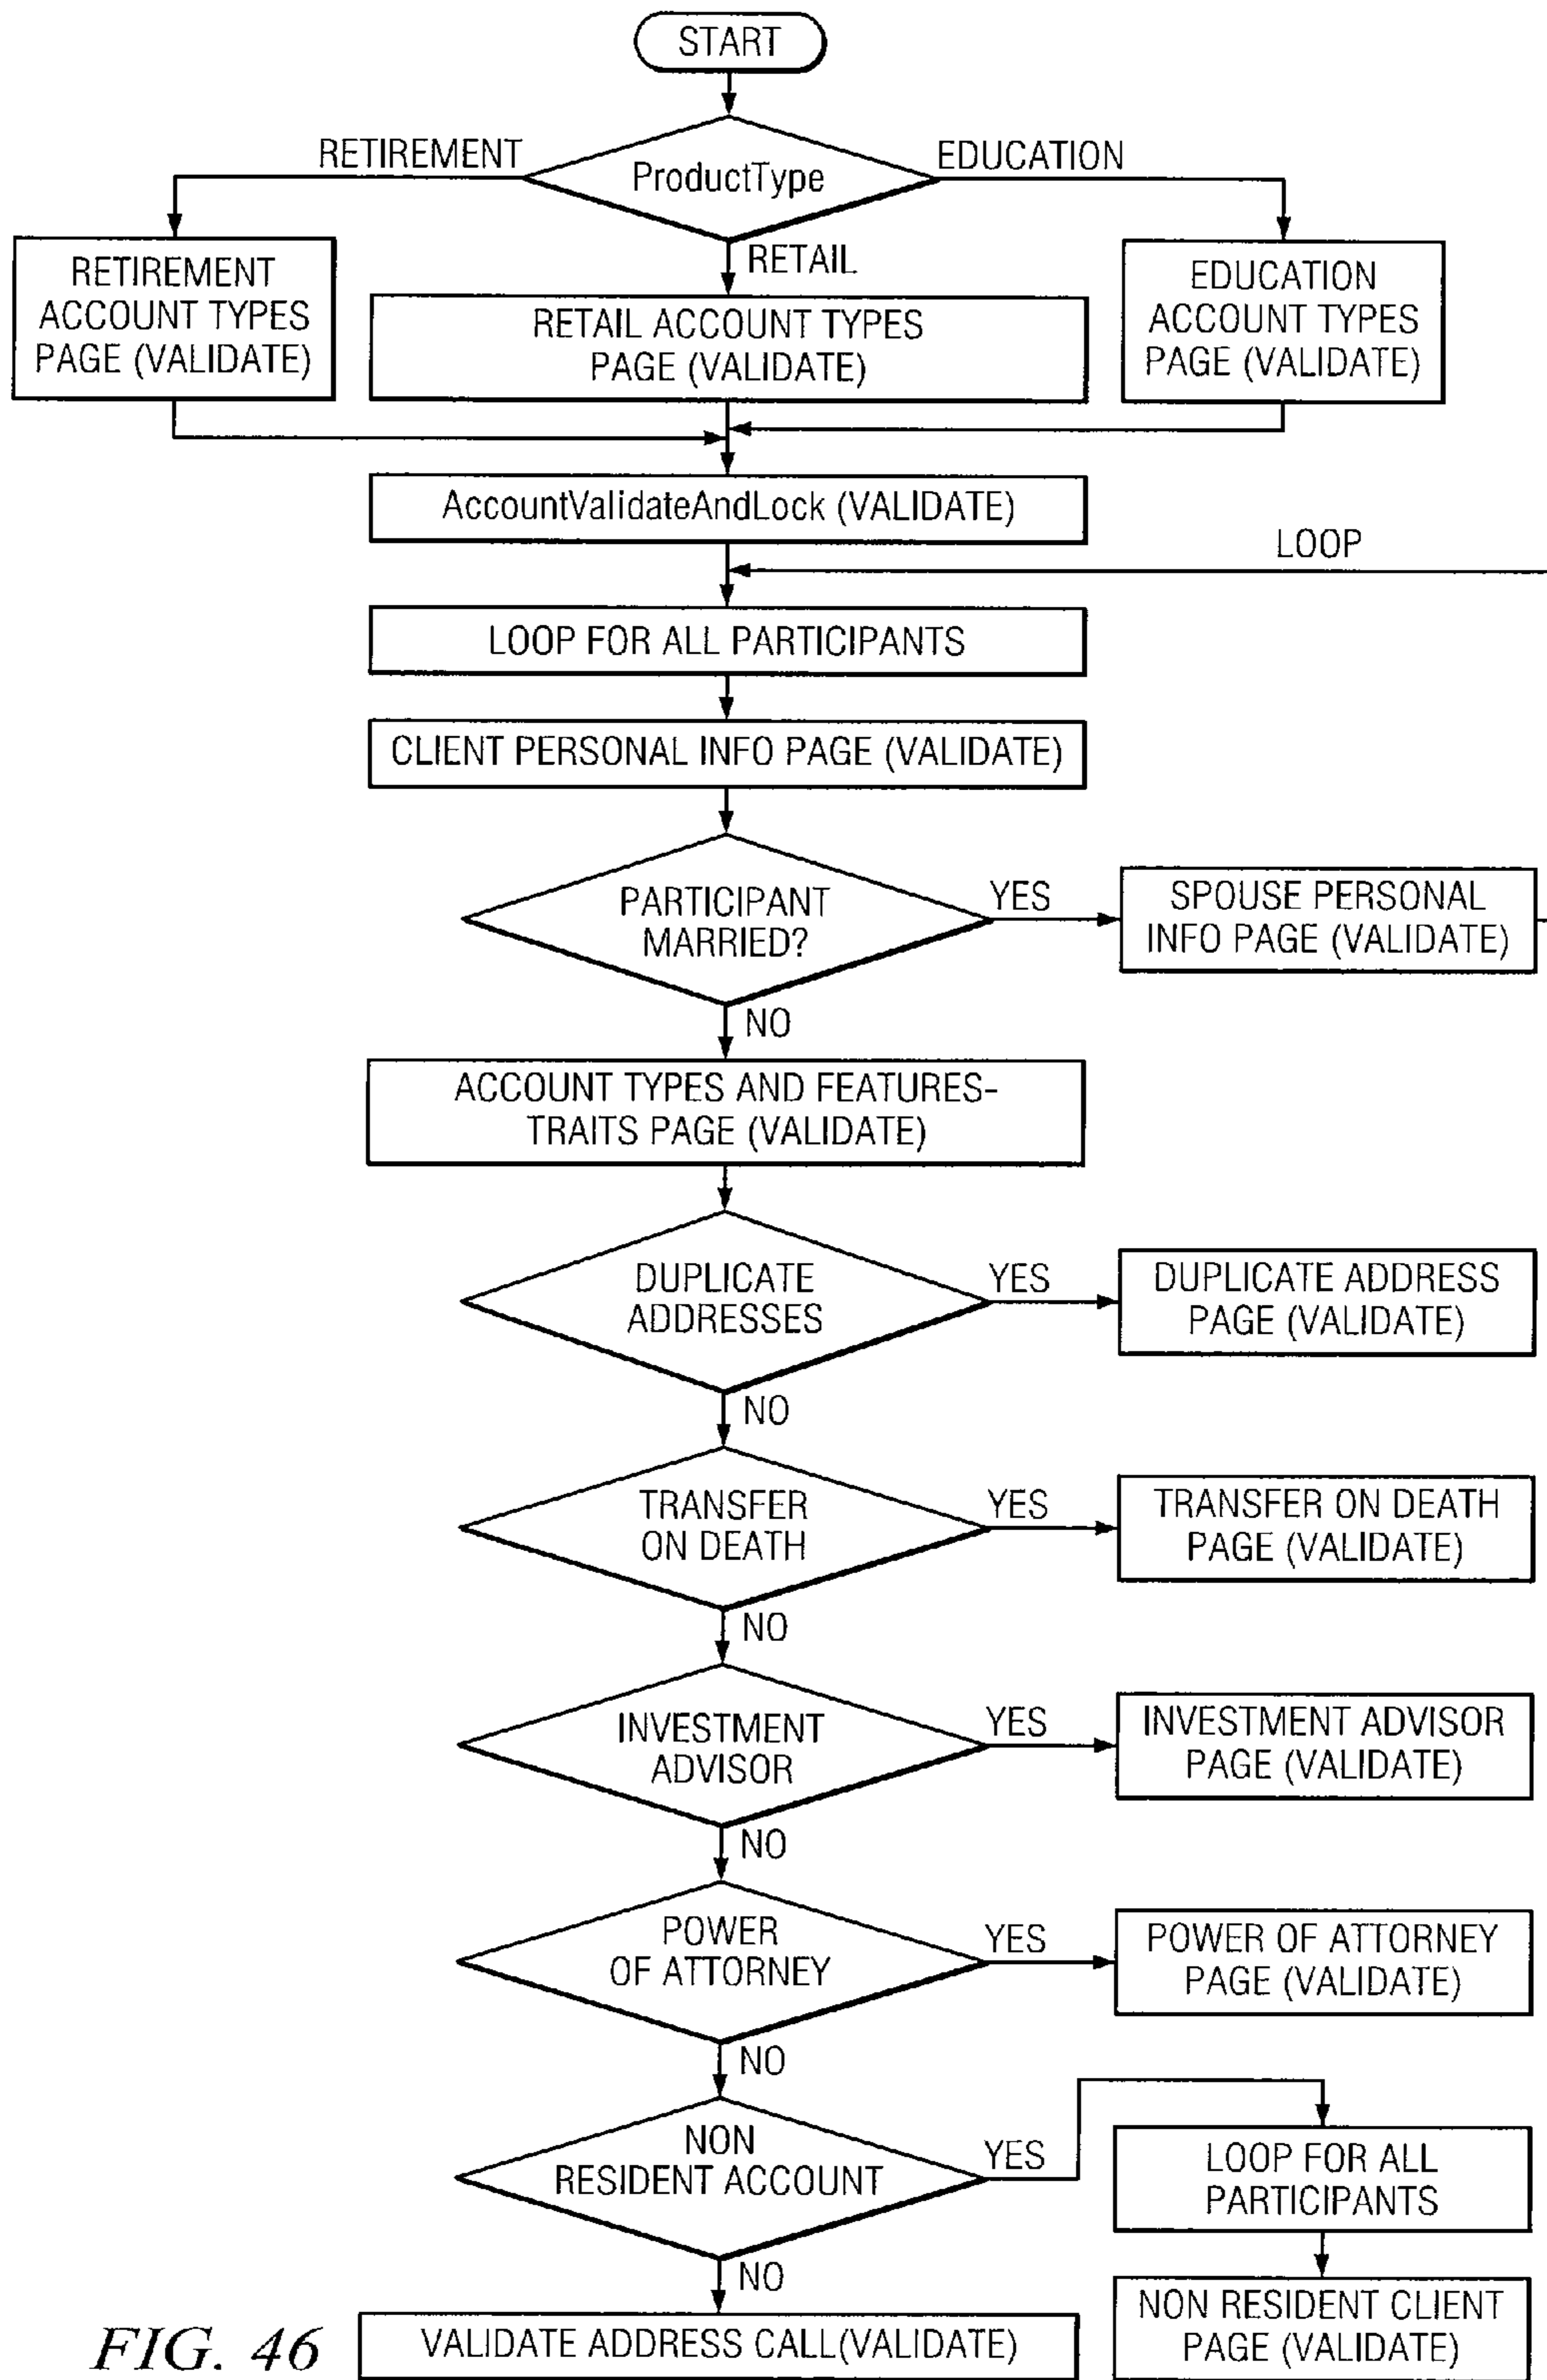 START
RETIREMENT
ProductType
EDUCATION
RETAIL
RETIREMENT
ACCOUNT TYPES
PAGE (VALIDATE)
RETAIL ACCOUNT TYPES
PAGE (VALIDATE)
EDUCATION
ACCOUNT TYPES
PAGE (VALIDATE)
AccountValidateAndLock (VALIDATE)
LOOP
LOOP FOR ALL PARTICIPANTS
CLIENT PERSONAL INFO PAGE (VALIDATE)
PARTICIPANT
MARRIED?
YES
SPOUSE PERSONAL
INFO PAGE (VALIDATE)
NO
ACCOUNT TYPES AND FEATURES-
TRAITS PAGE (VALIDATE)
DUPLICATE
ADDRESSES
YES
DUPLICATE ADDRESS
PAGE (VALIDATE)
NO
TRANSFER
ON DEATH
YES
TRANSFER ON DEATH
PAGE (VALIDATE)
NO
INVESTMENT
ADVISOR
YES
INVESTMENT ADVISOR
PAGE (VALIDATE)
NO
POWER
OF ATTORNEY
YES
POWER OF ATTORNEY
PAGE (VALIDATE)
NO
NON
RESIDENT ACCOUNT
YES
LOOP FOR ALL
PARTICIPANTS
NO
NON RESIDENT CLIENT
PAGE (VALIDATE)
VALIDATE ADDRESS CALL(VALIDATE)
FIG. 46